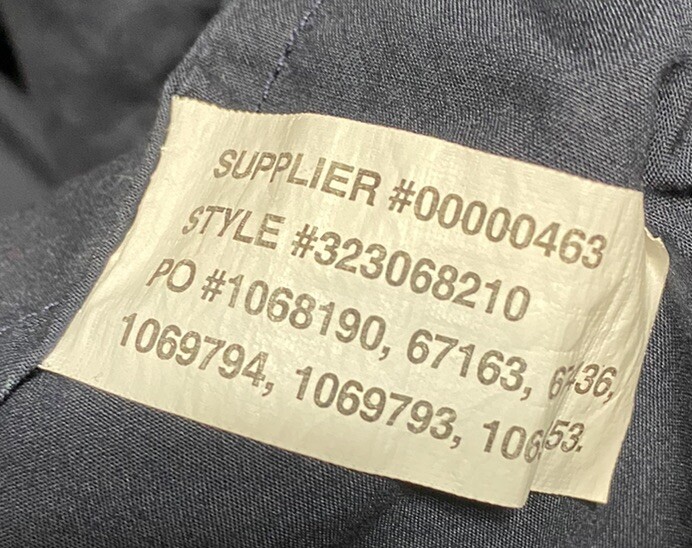 SUPPLIER #00000463
STYLE #323068210
PO #1068190, 67163,
1069794, 1069793,